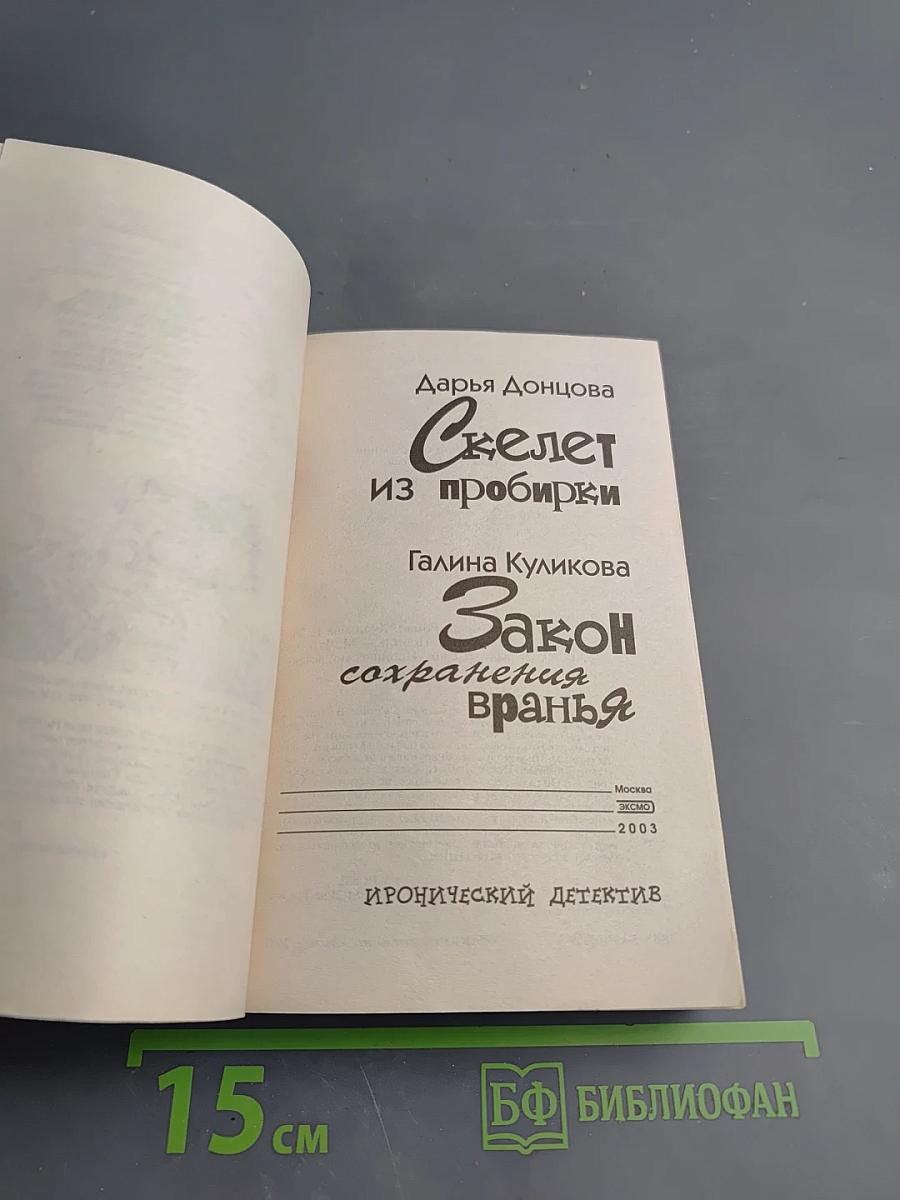 Дарья Донцова
Скелет
из пробирки
Галина Куликова
Закон
сохранения
вранья
Москва
ЭКСМО
2003
ИРОНИЧЕСКИЙ ДЕТЕКТИВ
15 см
БФ БИБЛИОФАН